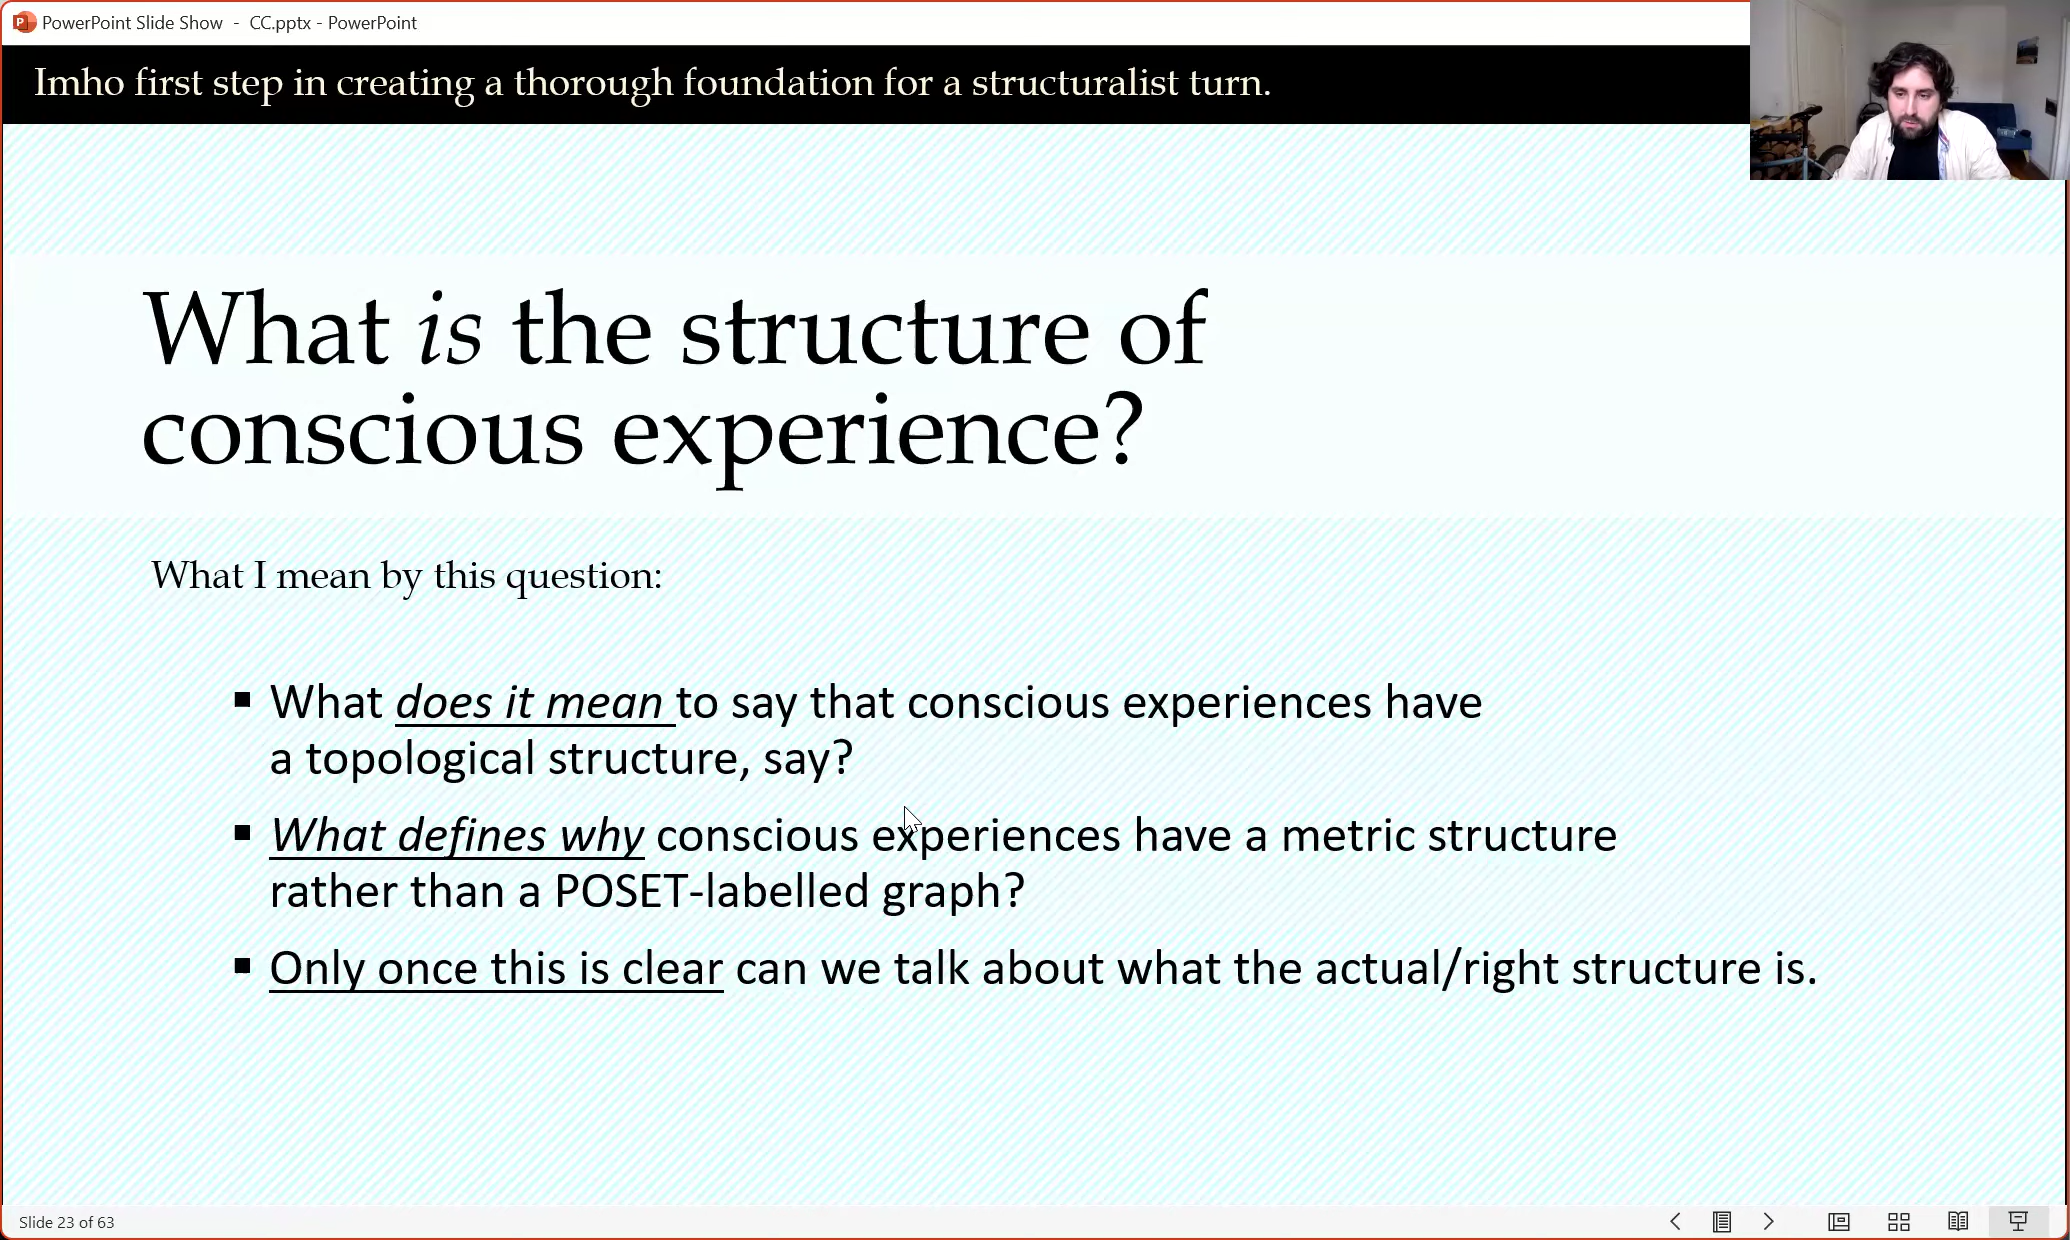 PowerPoint Slide Show - CC.pptx - PowerPoint
Imho first step in creating a thorough foundation for a structuralist turn.
What is the structure of
conscious experience?
What I mean by this question:
▪ What does it mean to say that conscious experiences have
a topological structure, say?
▪ What defines why conscious experiences have a metric structure
rather than a POSET-labelled graph?
▪ Only once this is clear can we talk about what the actual/right structure is.
Slide 23 of 63